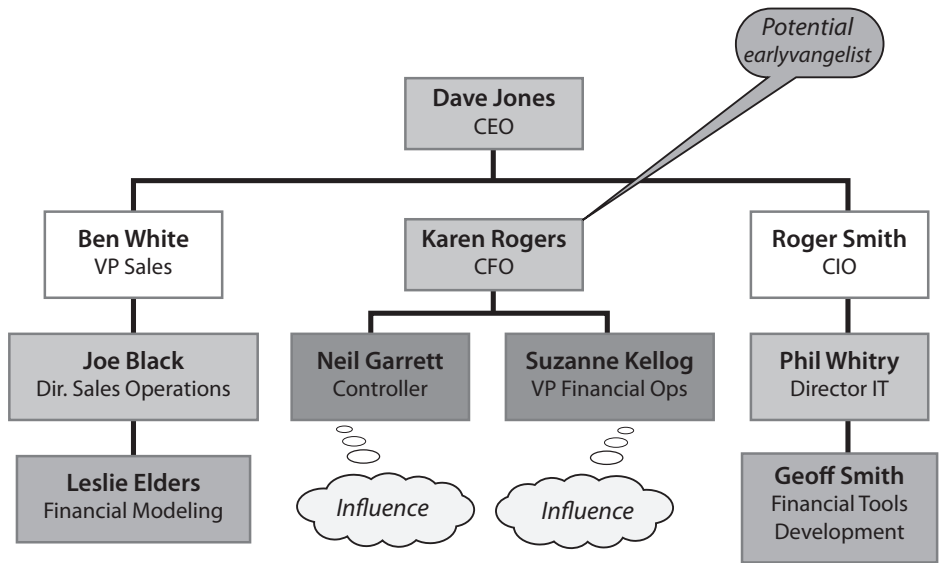 Potential
earlyvangelist
Dave Jones
CEO
Ben White
VP Sales
Karen Rogers
CFO
Roger Smith
CIO
Joe Black
Dir. Sales Operations
Neil Garrett
Controller
Suzanne Kellog
VP Financial Ops
Phil Whitry
Director IT
Leslie Elders
Financial Modeling
Influence
Influence
Geoff Smith
Financial Tools
Development